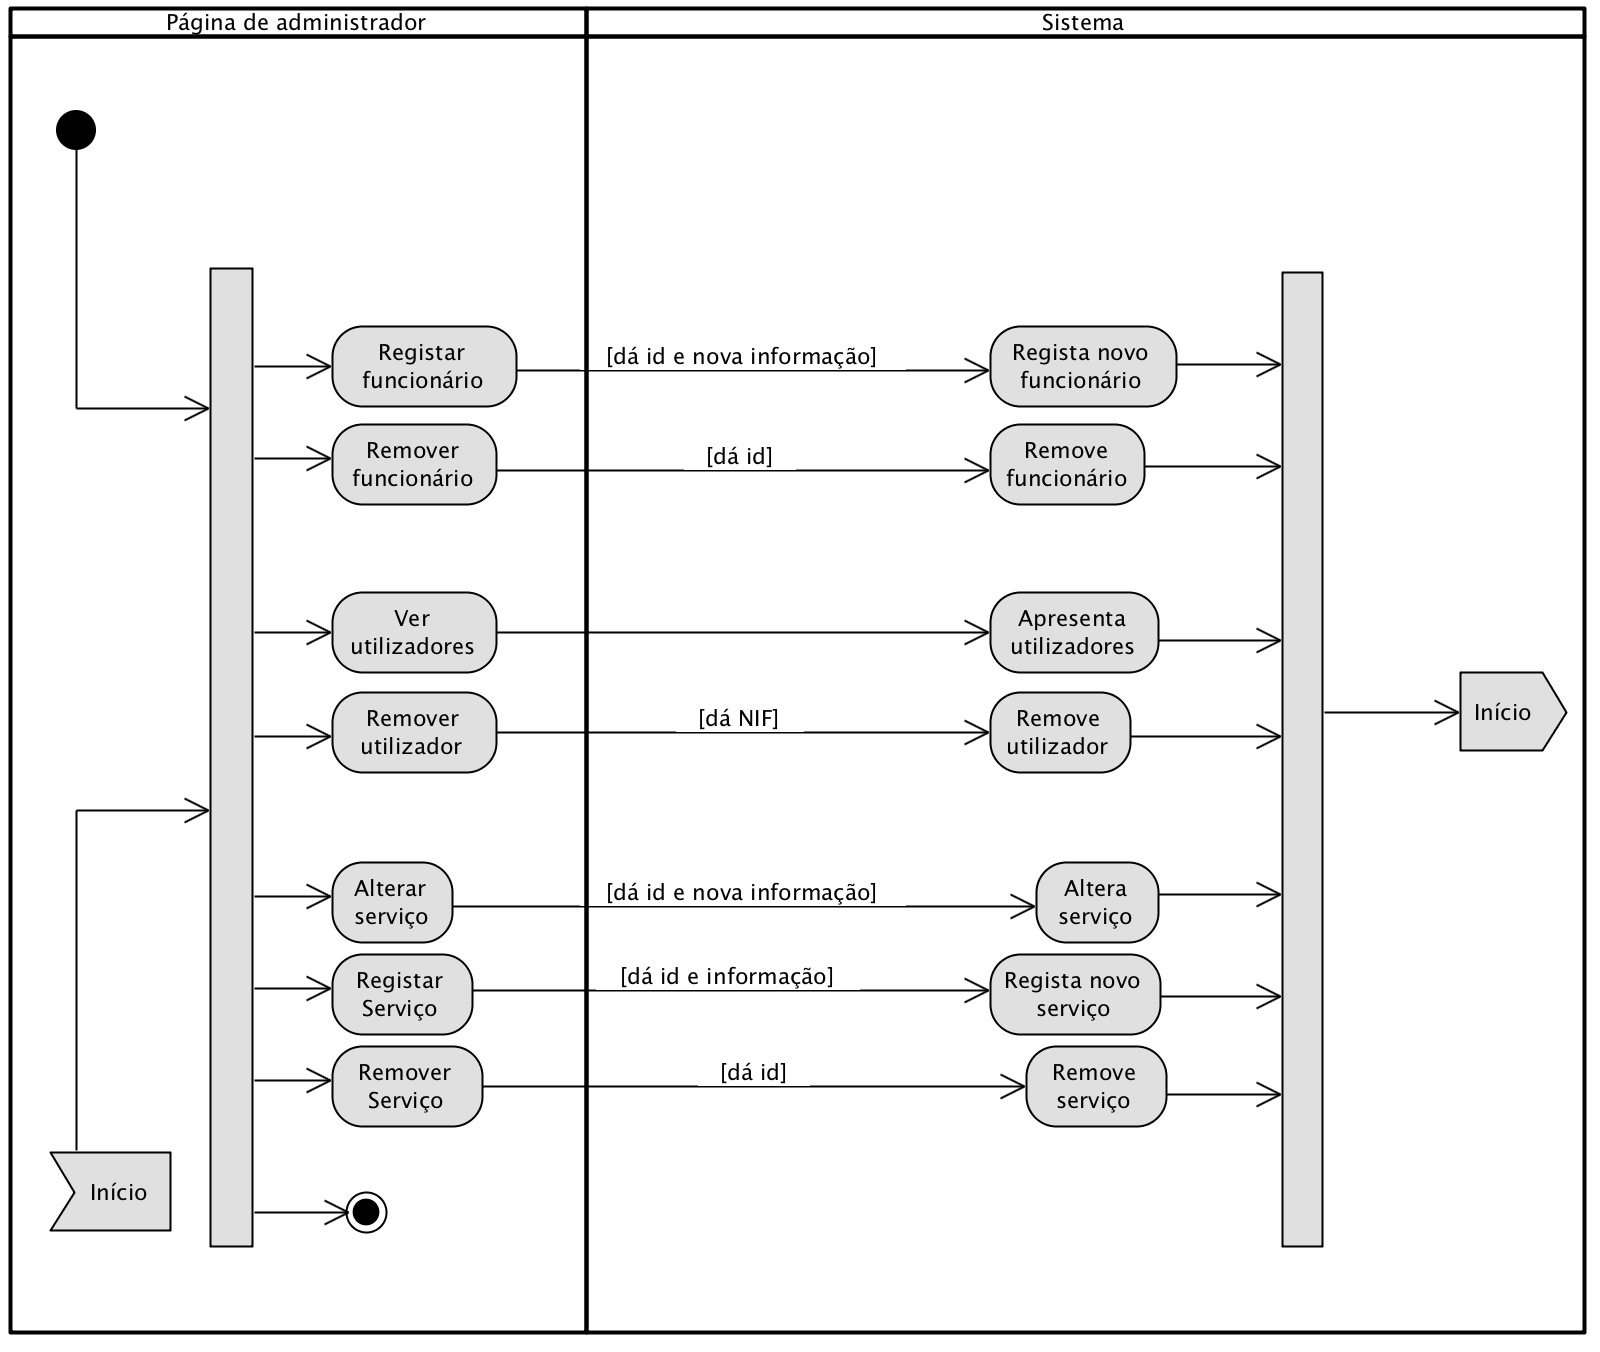 Página de administrador
Sistema
Registar
funcionário
[dá id e nova informação]
Regista novo
funcionário
Remover
funcionário
[dá id]
Remove
funcionário
Ver
utilizadores
Apresenta
utilizadores
Remover
utilizador
[dá NIF]
Remove
utilizador
Início
Alterar
serviço
[dá id e nova informação]
Altera
serviço
Registar
Serviço
[dá id e informação]
Regista novo
serviço
Remover
Serviço
[dá id]
Remove
serviço
Início